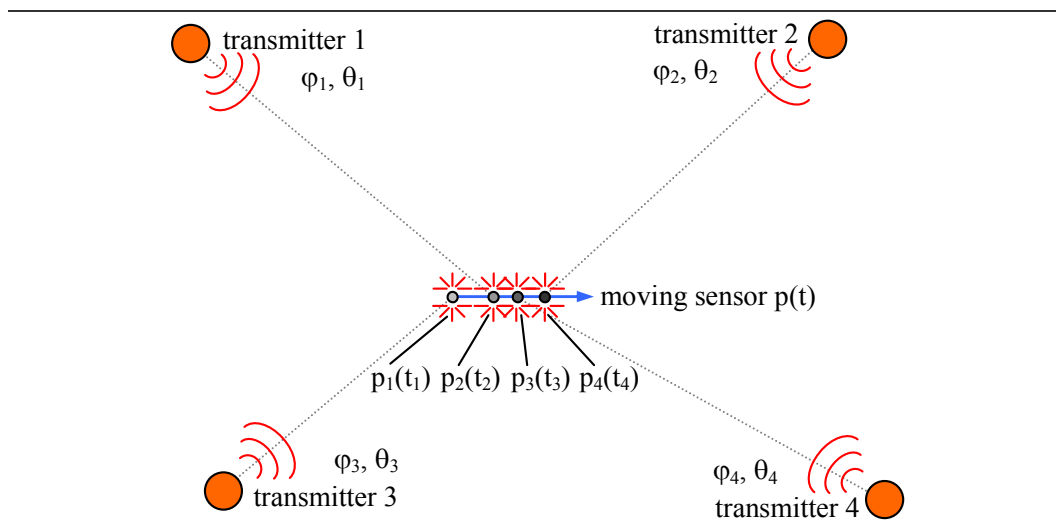 transmitter 1
φ₁, θ₁
transmitter 2
φ₂, θ₂
moving sensor p(t)
p₁(t₁) p₂(t₂) p₃(t₃) p₄(t₄)
φ₃, θ₃
transmitter 3
φ₄, θ₄
transmitter 4